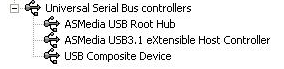 Universal Serial Bus controllers
ASMedia USB Root Hub
ASMedia USB3.1 eXtensible Host Controller
USB Composite Device